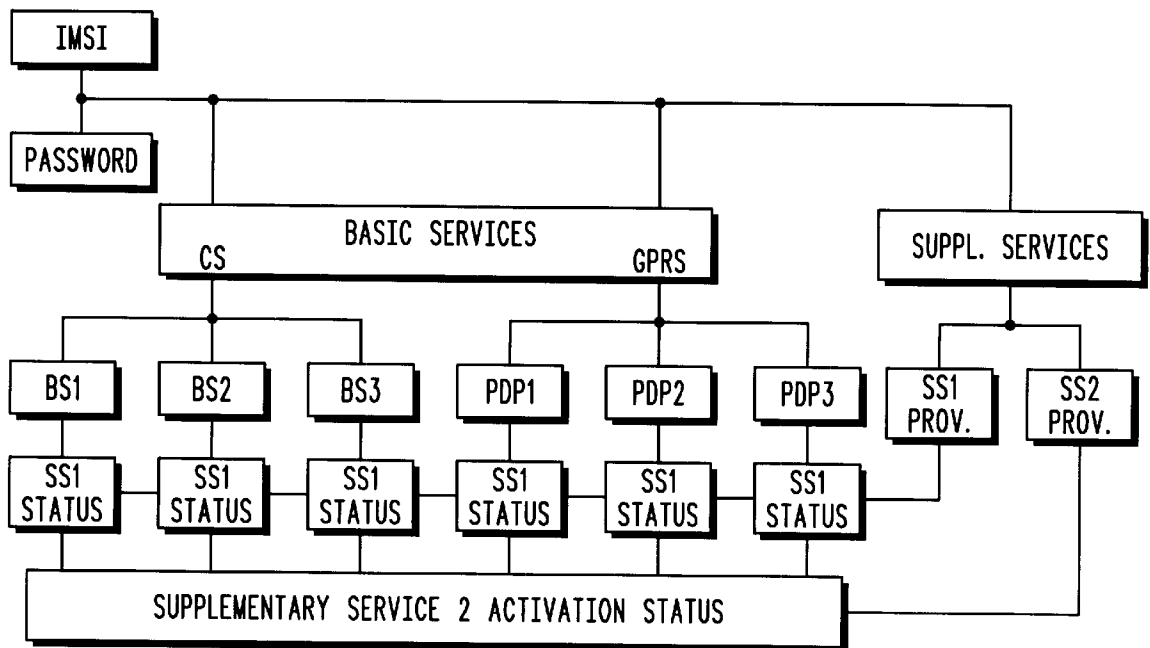 IMSI
PASSWORD
BASIC SERVICES
CS
GPRS
SUPPL. SERVICES
BS1
BS2
BS3
PDP1
PDP2
PDP3
SS1
PROV.
SS2
PROV.
SS1
STATUS
SS1
STATUS
SS1
STATUS
SS1
STATUS
SS1
STATUS
SS1
STATUS
SUPPLEMENTARY SERVICE 2 ACTIVATION STATUS